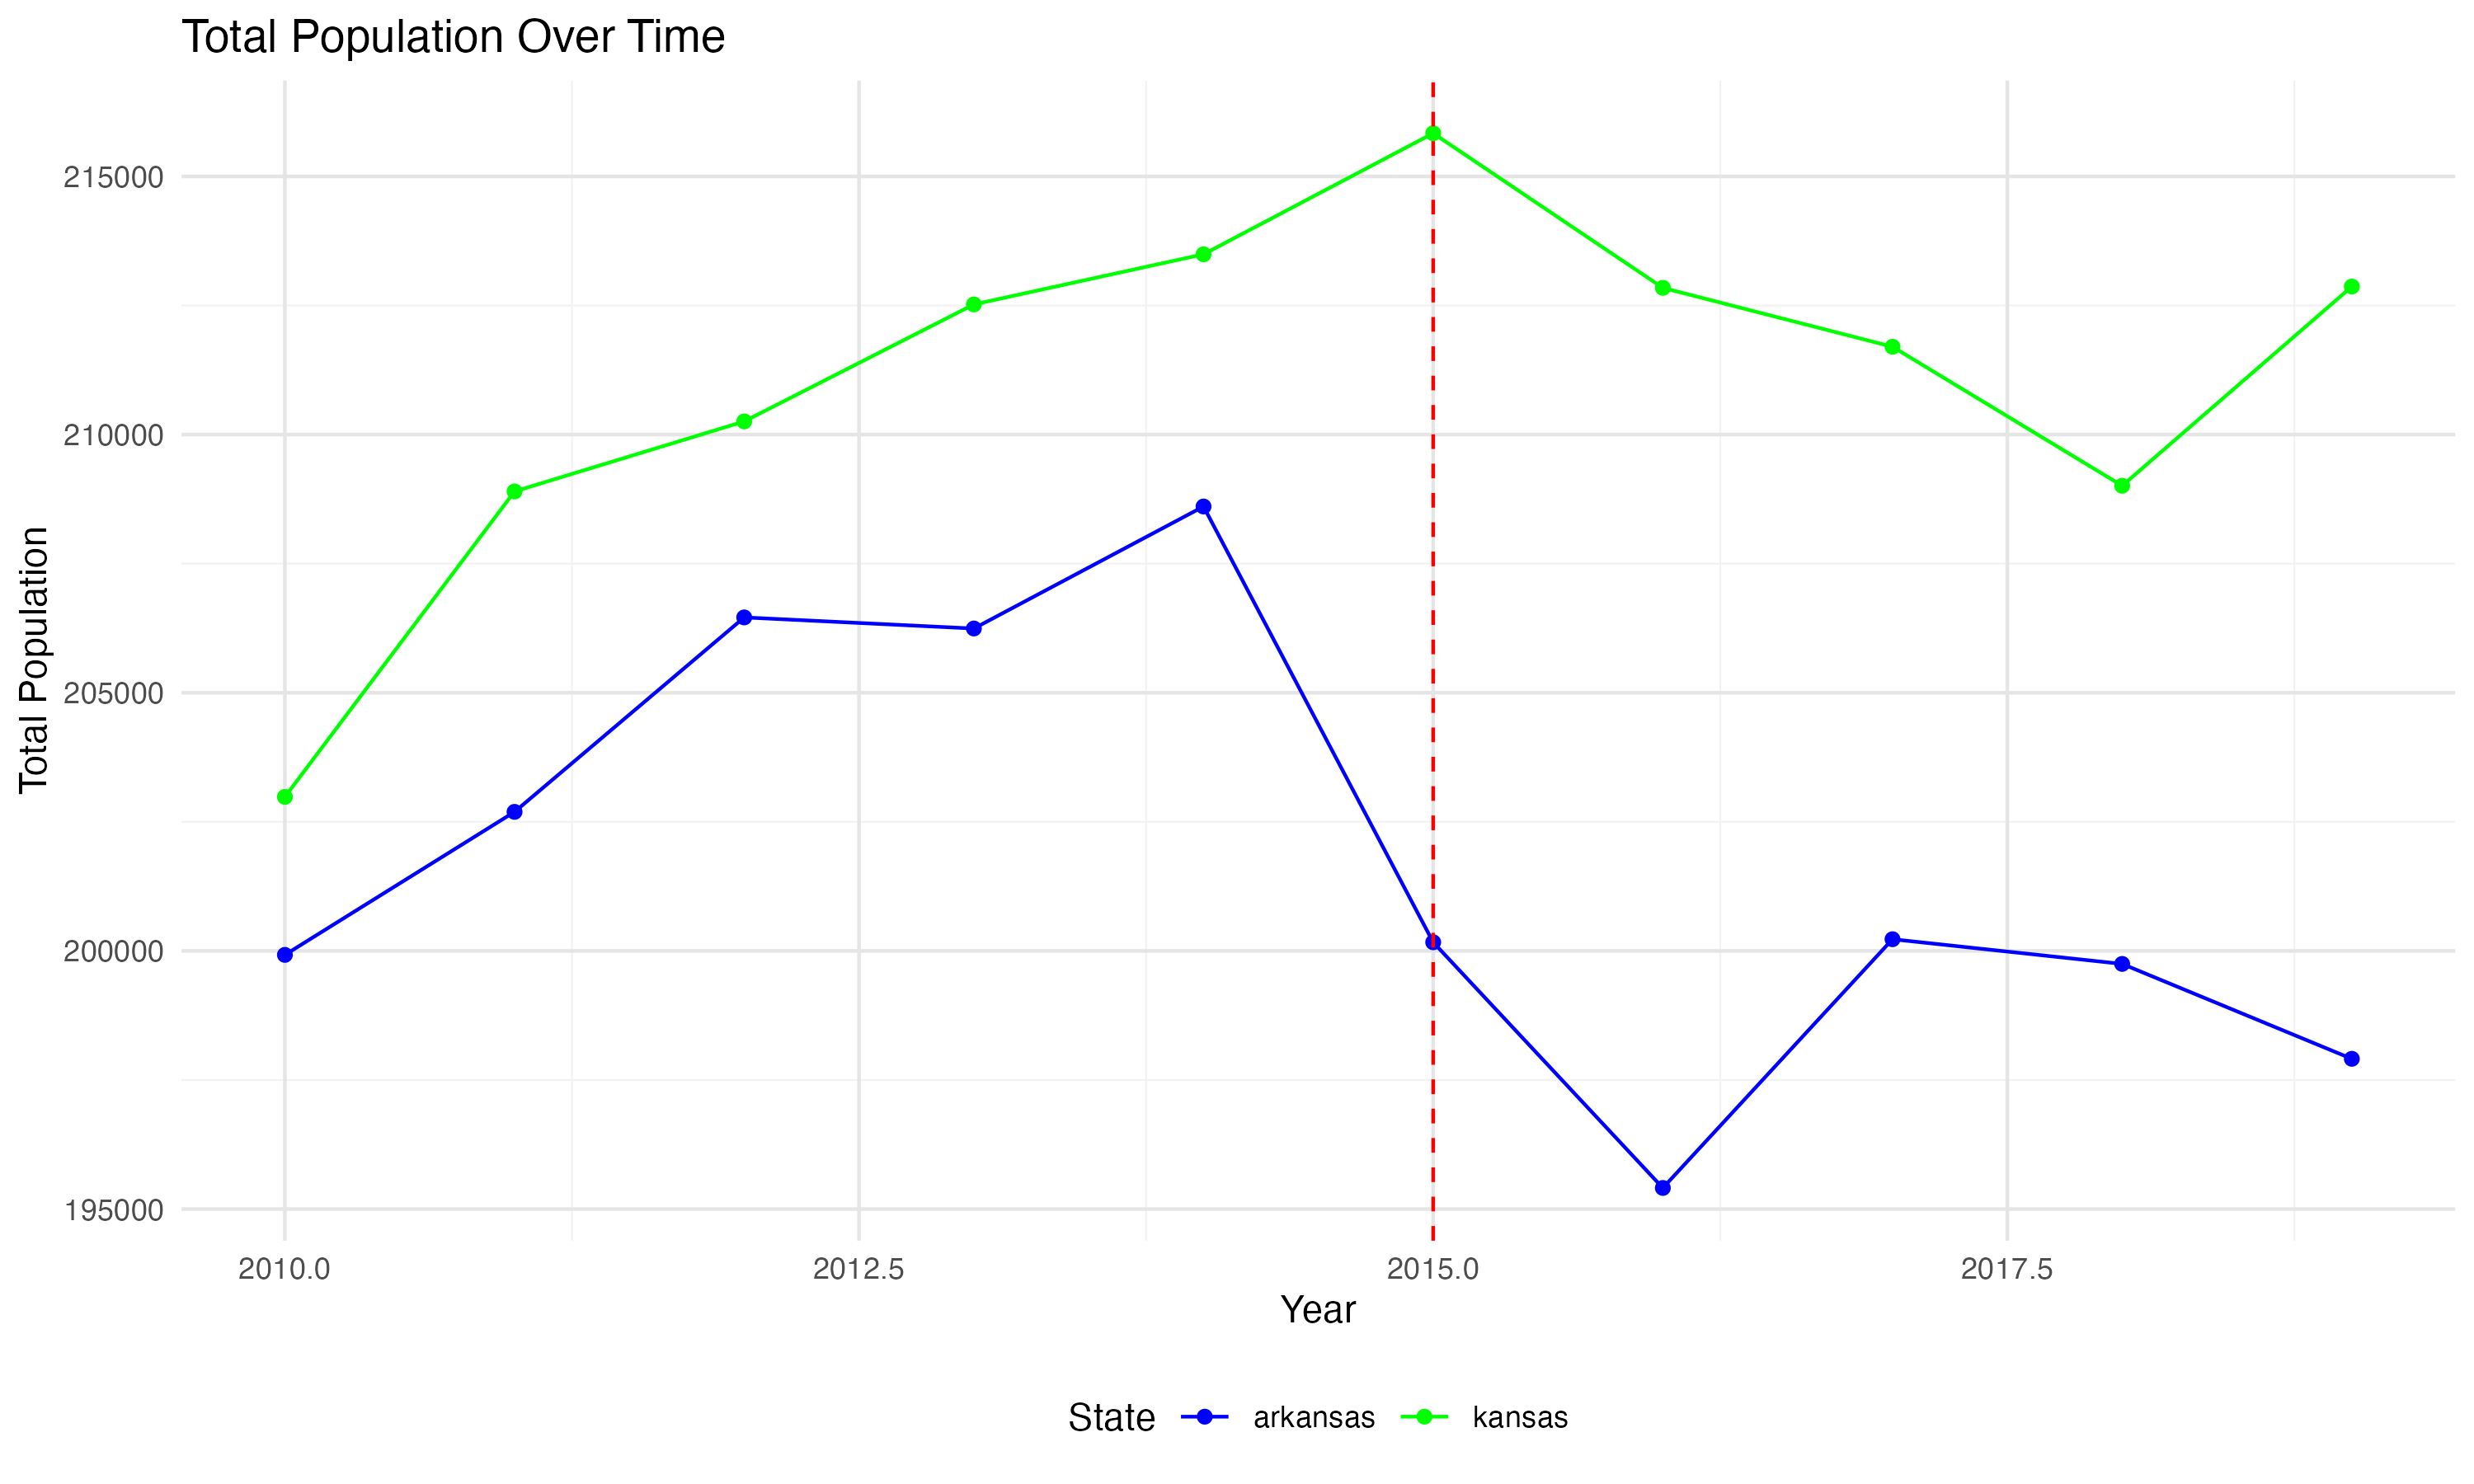 Total Population Over Time
Total Population
215000
210000
205000
200000
195000
2010.0 2012.5 2015.0 2017.5
Year
State arkansas kansas